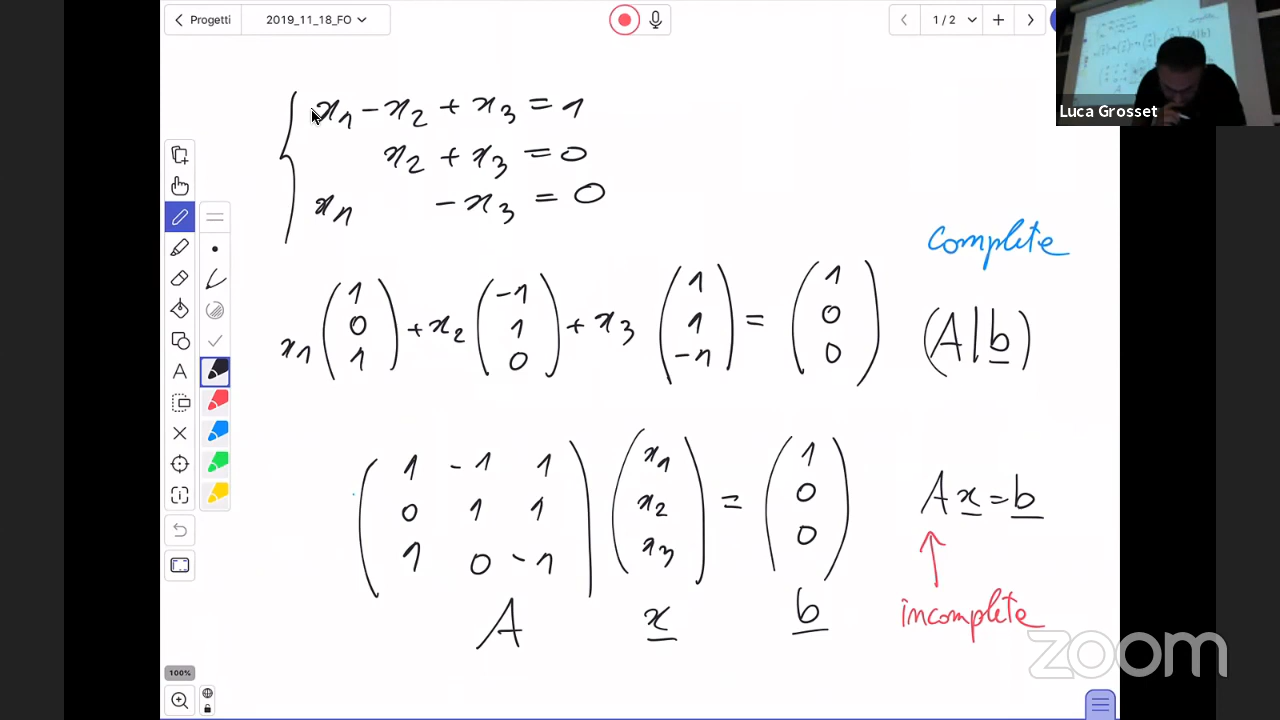 Progetti
2019_11_18_FO
1/2
Luca Grosset
x₁ - x₂ + x₃ = 1
x₂ + x₃ = 0
x₁ - x₃ = 0
complete
x₁ (1 0 1) + x₂ (-1 1 0) + x₃ (1 1 -1) = (1 0 0)
(A|b)
1 -1 1 x₁ 1
0 1 1 x₂ = 0
1 0 -1 x₃ 0
Ax = b
A x b
incomplete
100%
zoom
A